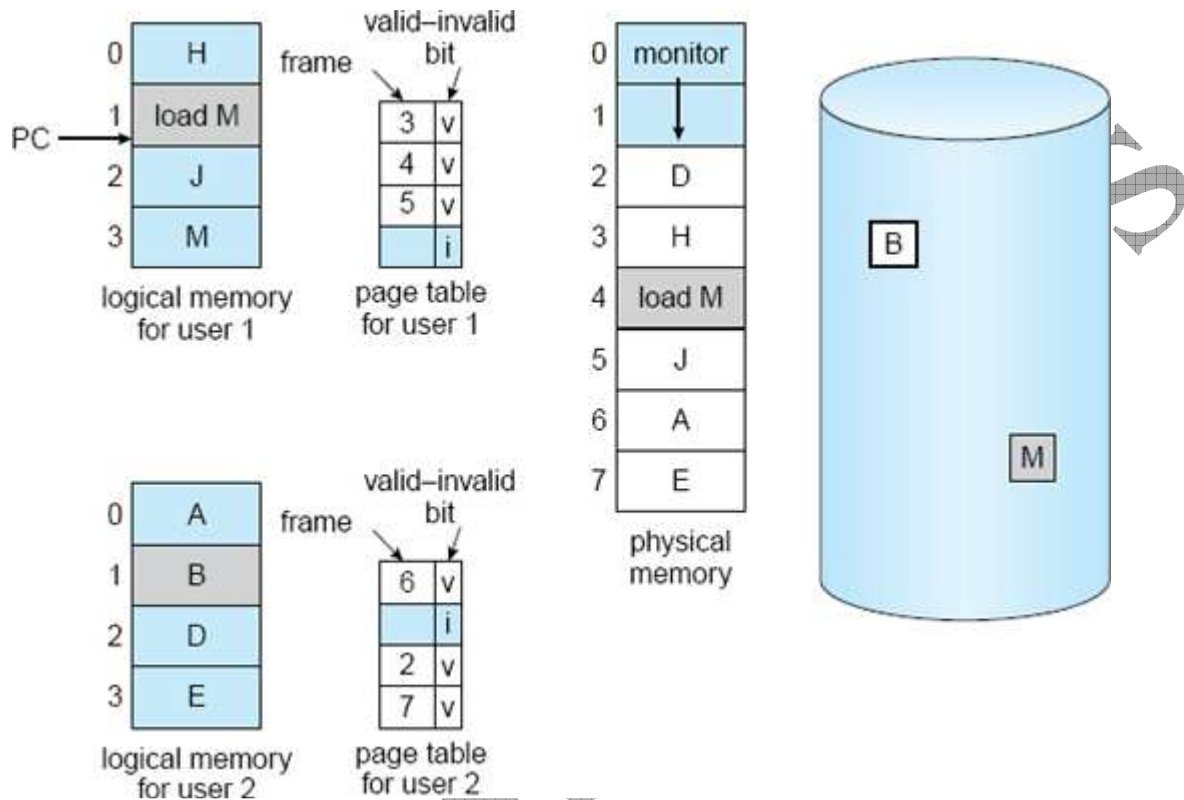 0 H
1 load M
PC
2 J
3 M
logical memory
for user 1
frame
valid–invalid
bit
3 v
4 v
5 v
i
page table
for user 1
0 monitor
1
2 D
3 H
4 load M
5 J
6 A
7 E
physical
memory
B
M
S
0 A
1 B
2 D
3 E
logical memory
for user 2
frame
valid–invalid
bit
6 v
i
2 v
7 v
page table
for user 2